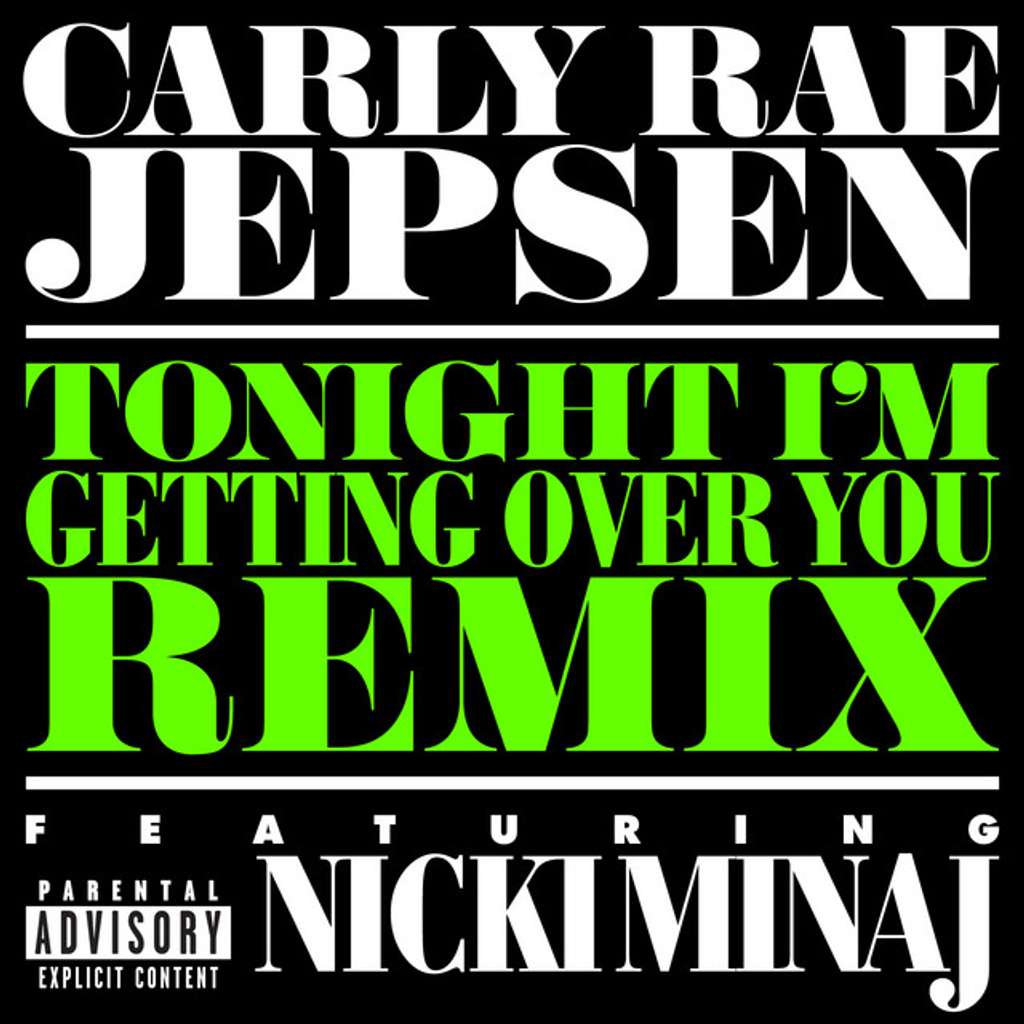 CARLY RAE
JEPSEN
TONIGHT I'M
GETTING OVER YOU
REMIX
FEATURING
NICKI MINAJ
PARENTAL
ADVISORY
EXPLICIT CONTENT